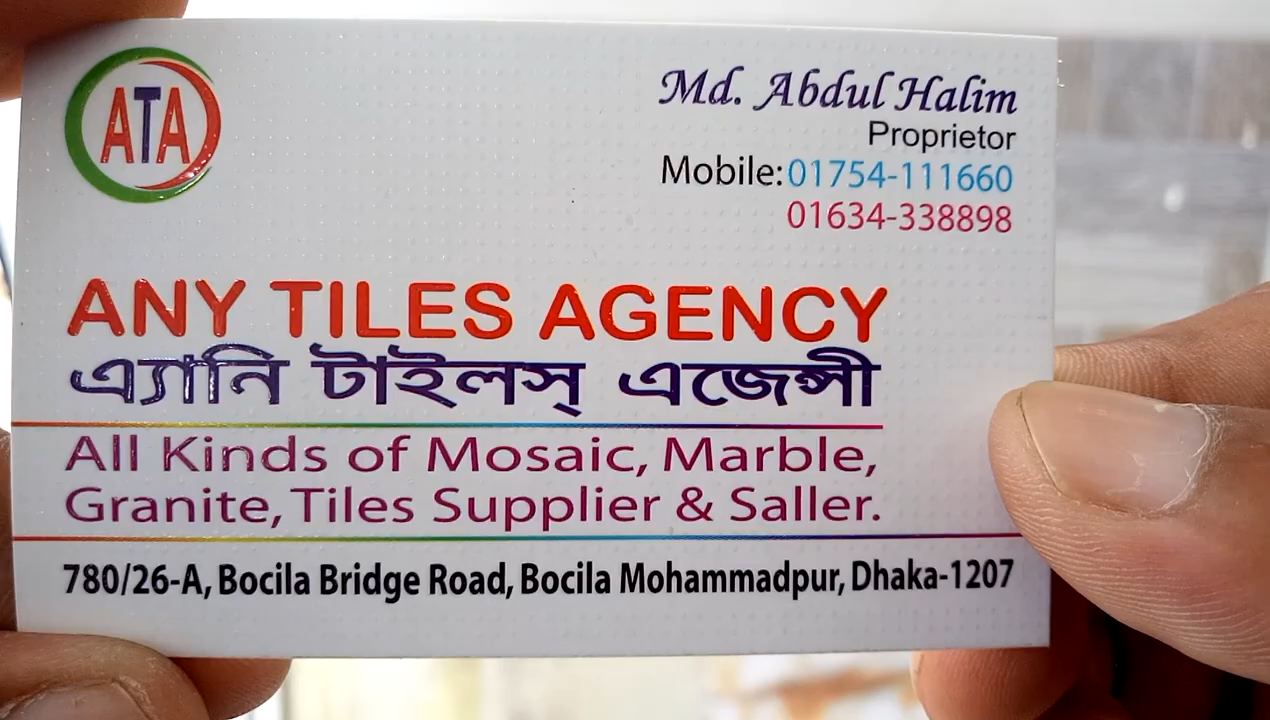 ATA
Md. Abdul Halim
Proprietor
Mobile: 01754-111660
01634-338898
ANY TILES AGENCY
এ্যানি টাইলস্ এজেন্সী
All Kinds of Mosaic, Marble,
Granite, Tiles Supplier & Saller.
780/26-A, Bocila Bridge Road, Bocila Mohammadpur, Dhaka-1207